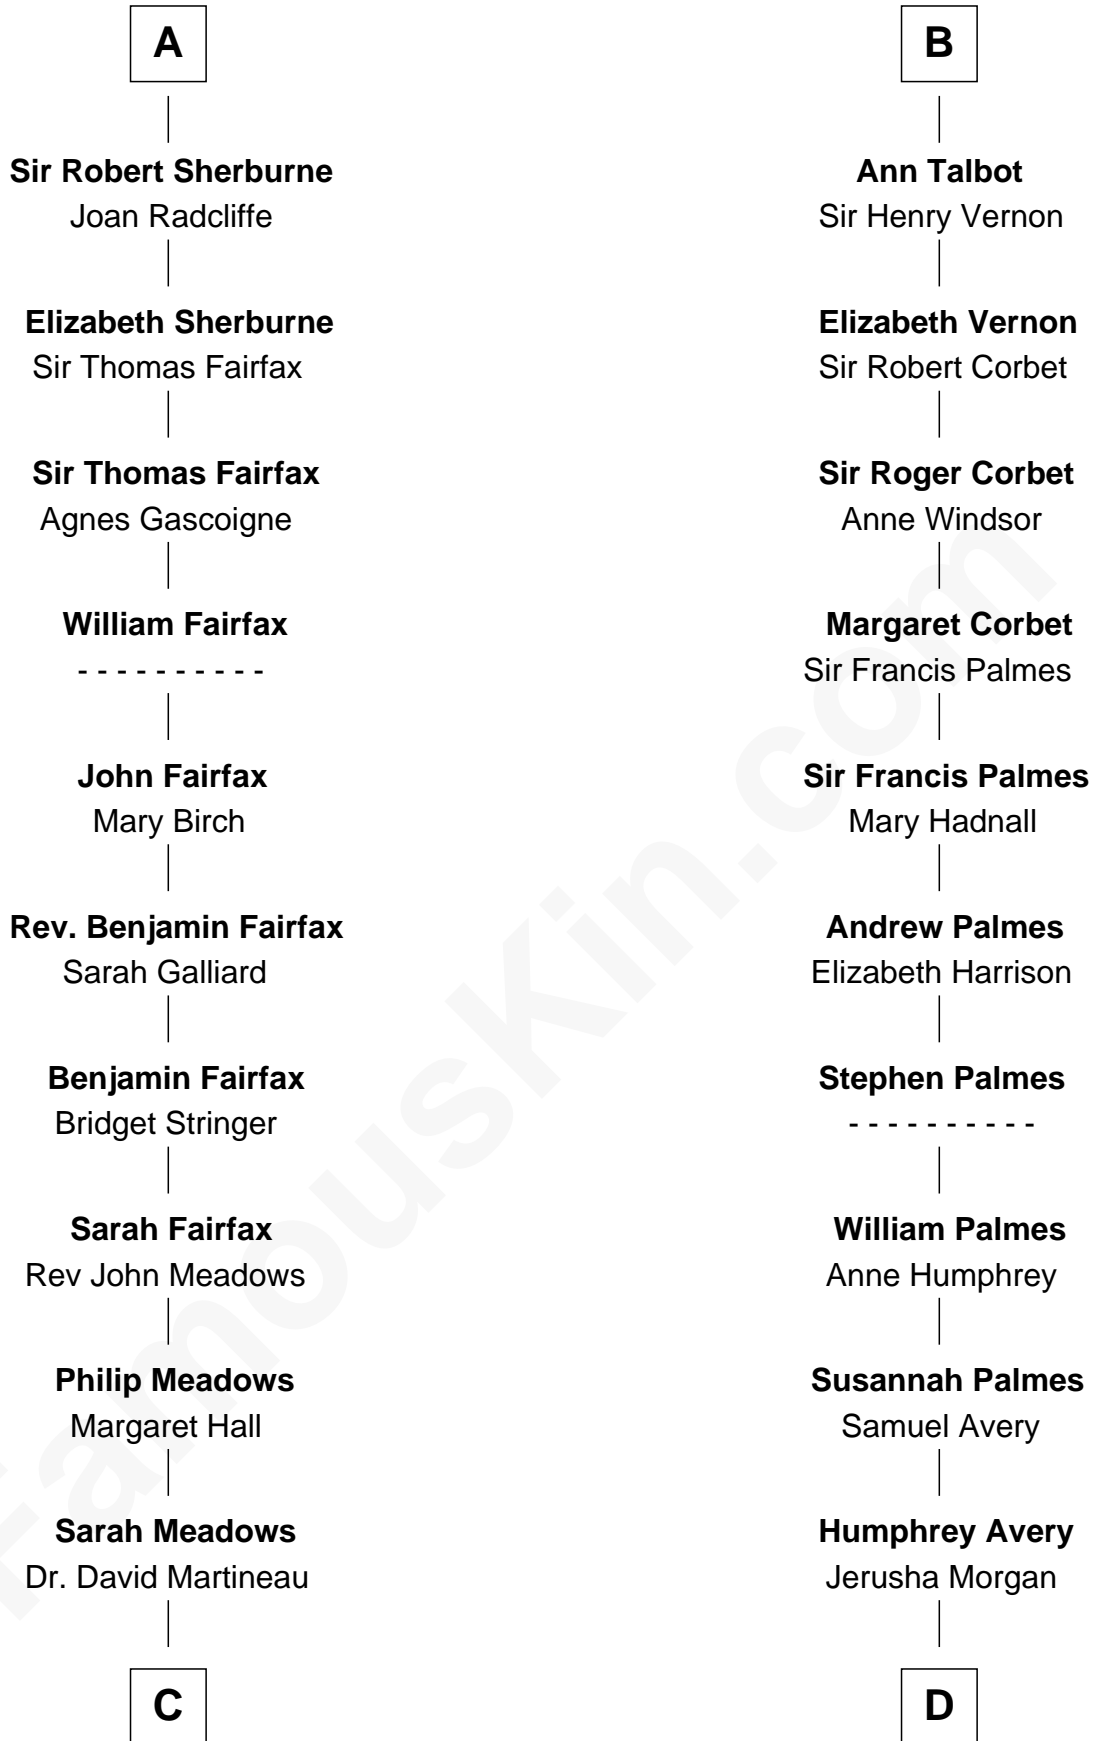 A
Sir Robert Sherburne
Joan Radcliffe
Elizabeth Sherburne
Sir Thomas Fairfax
Sir Thomas Fairfax
Agnes Gascoigne
William Fairfax
- - - - - - - - - -
John Fairfax
Mary Birch
Rev. Benjamin Fairfax
Sarah Galliard
Benjamin Fairfax
Bridget Stringer
Sarah Fairfax
Rev John Meadows
Philip Meadows
Margaret Hall
Sarah Meadows
Dr. David Martineau
C
B
Ann Talbot
Sir Henry Vernon
Elizabeth Vernon
Sir Robert Corbet
Sir Roger Corbet
Anne Windsor
Margaret Corbet
Sir Francis Palmes
Sir Francis Palmes
Mary Hadnall
Andrew Palmes
Elizabeth Harrison
Stephen Palmes
- - - - - - - - - -
William Palmes
Anne Humphrey
Susannah Palmes
Samuel Avery
Humphrey Avery
Jerusha Morgan
D
FamousKin.com